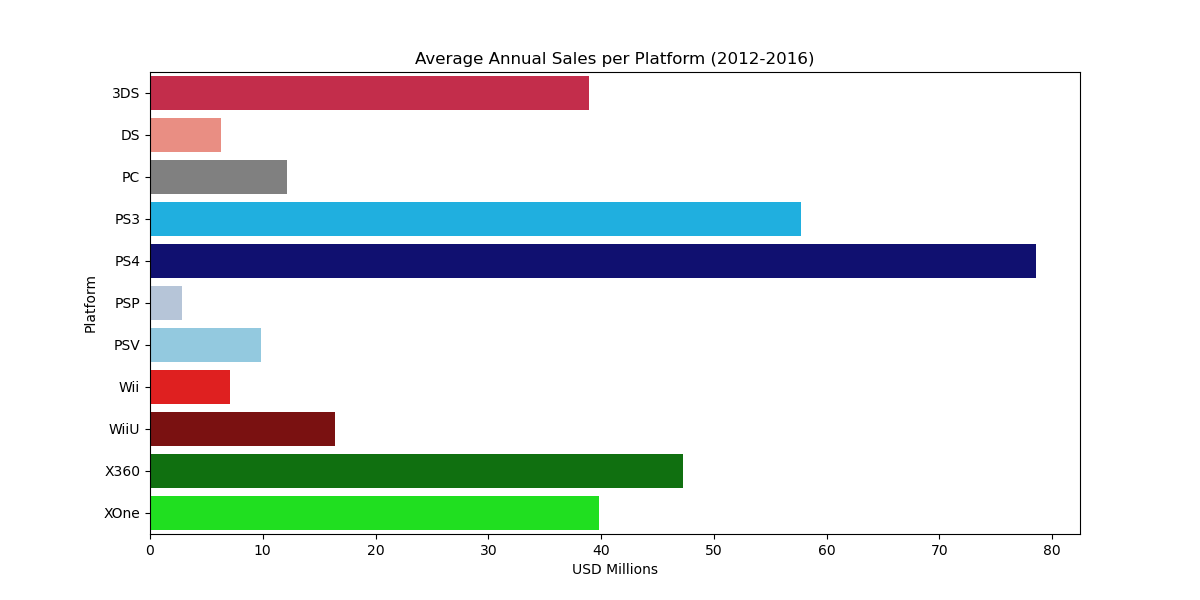 Average Annual Sales per Platform (2012-2016)
Platform
3DS
DS
PC
PS3
PS4
PSP
PSV
Wii
WiiU
X360
XOne
0 10 20 30 40 50 60 70 80
USD Millions